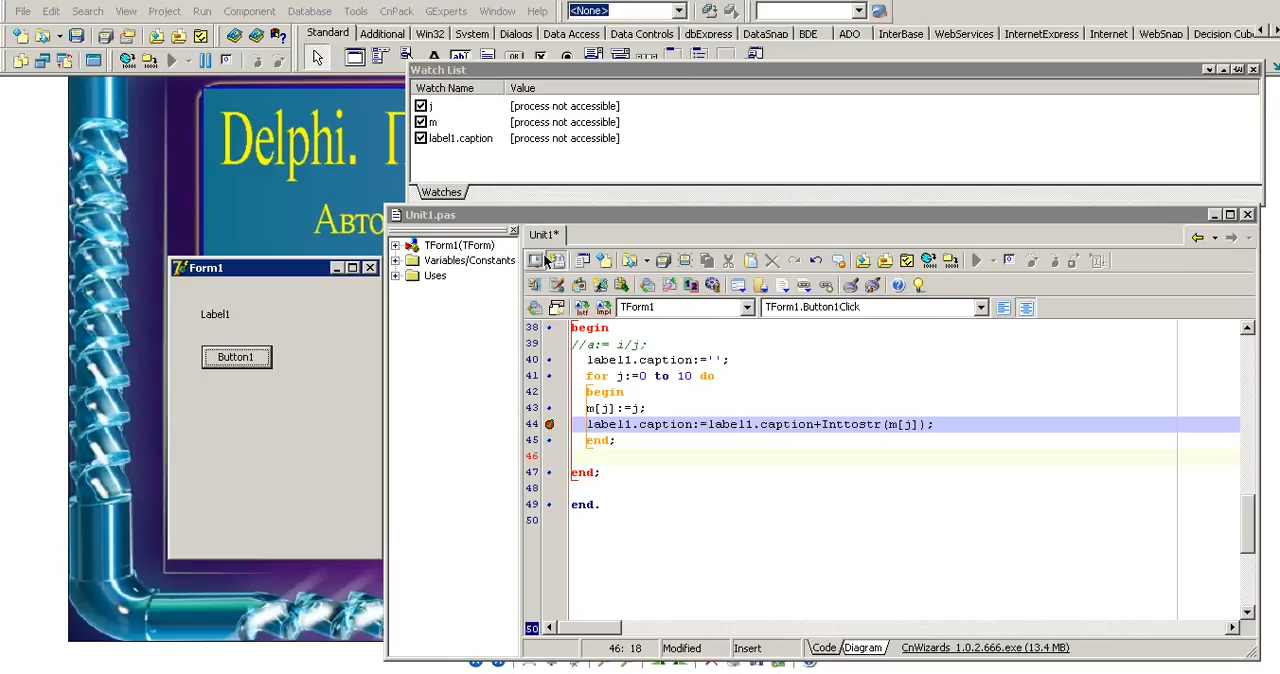 File Edit Search View Project Run Component Database Tools CnPack GExperts Window Help <None>
Standard Additional Win32 System Dialogs Data Access Data Controls dbExpress DataSnap BDE ADO InterBase WebServices InternetExpress Internet WebSnap Decision Cub
Watch List
Watch Name Value
j [process not accessible]
m [process not accessible]
label1.caption [process not accessible]
Watches
Delphi. П
Авто
Unit1.pas
Unit1*
TForm1(TForm)
Variables/Constants
Uses
Form1
Label1
Button1
TForm1 TForm1.Button1Click
38 begin
39 //a:= i/j;
40 label1.caption:='';
41 for j:=0 to 10 do
42 begin
43 m[j]:=j;
44 label1.caption:=label1.caption+Inttostr(m[j]);
45 end;
46
47 end;
48
49 end.
50
50
46: 18 Modified Insert Code Diagram CnWizards_1.0.2.666.exe (13.4 MB)